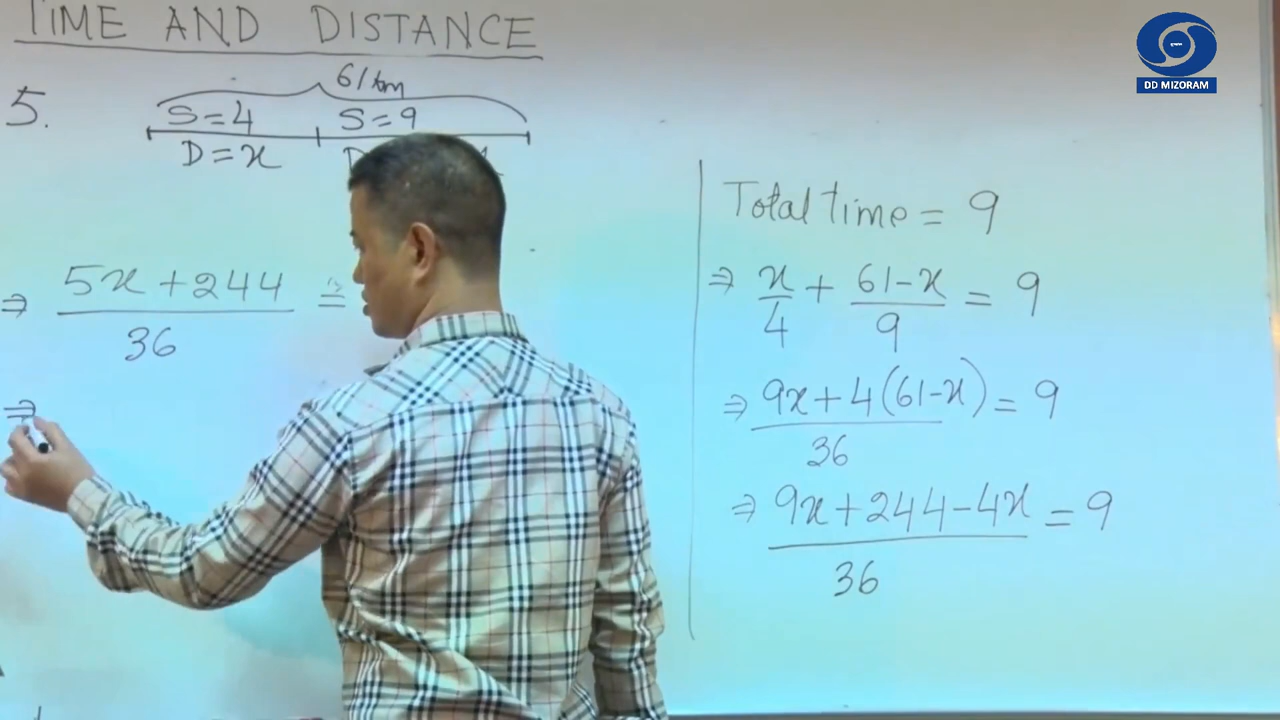 TIME AND DISTANCE
5.
61 km
S=4 S=9
D=x D
⇒ 5x+244/36 =
⇒
Total time = 9
⇒ x/4 + 61-x/9 = 9
⇒ 9x+4(61-x)/36 = 9
⇒ 9x+244-4x/36 = 9
DD MIZORAM